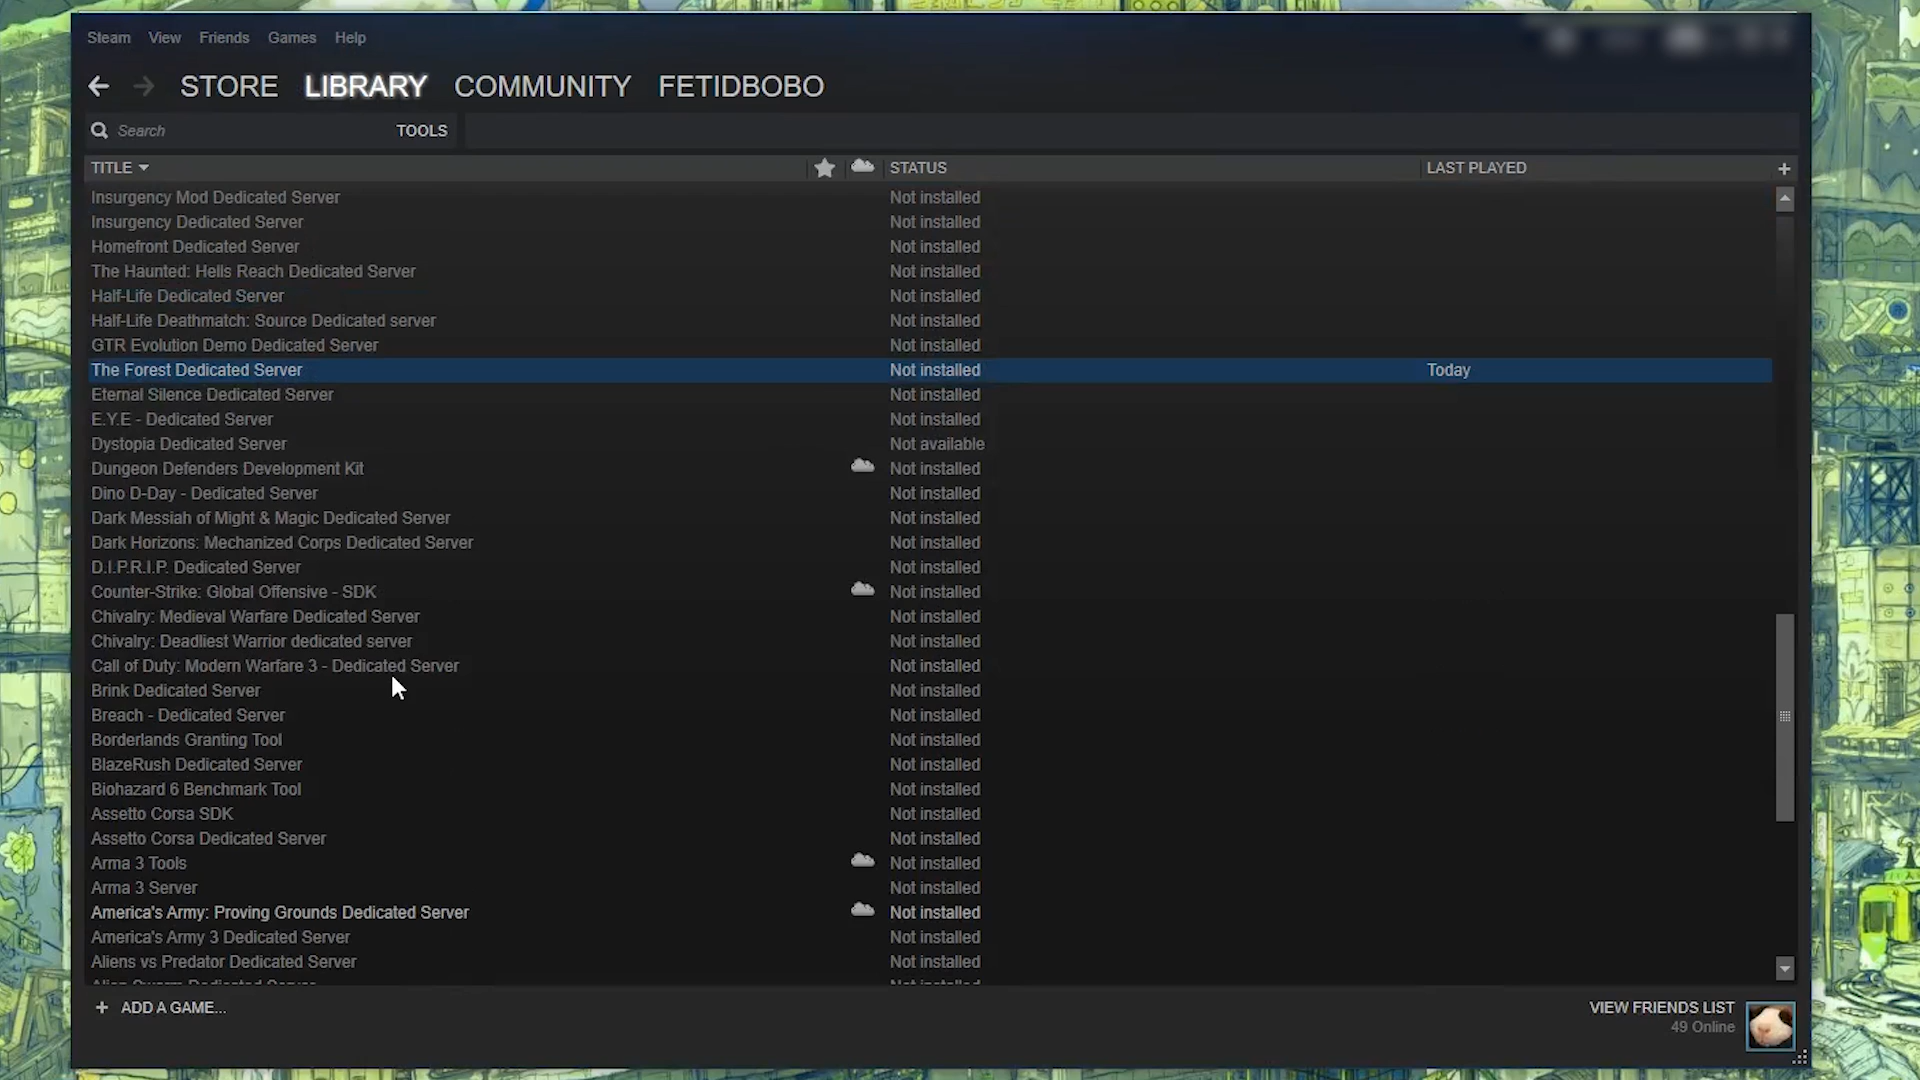 Steam View Friends Games Help
STORE LIBRARY COMMUNITY FETIDBOBO
Search TOOLS
TITLE STATUS LAST PLAYED
Insurgency Mod Dedicated Server Not installed
Insurgency Dedicated Server Not installed
Homefront Dedicated Server Not installed
The Haunted: Hells Reach Dedicated Server Not installed
Half-Life Dedicated Server Not installed
Half-Life Deathmatch: Source Dedicated server Not installed
GTR Evolution Demo Dedicated Server Not installed
The Forest Dedicated Server Not installed Today
Eternal Silence Dedicated Server Not installed
E.Y.E - Dedicated Server Not installed
Dystopia Dedicated Server Not available
Dungeon Defenders Development Kit Not installed
Dino D-Day - Dedicated Server Not installed
Dark Messiah of Might & Magic Dedicated Server Not installed
Dark Horizons: Mechanized Corps Dedicated Server Not installed
D.I.P.R.I.P. Dedicated Server Not installed
Counter-Strike: Global Offensive - SDK Not installed
Chivalry: Medieval Warfare Dedicated Server Not installed
Chivalry: Deadliest Warrior dedicated server Not installed
Call of Duty: Modern Warfare 3 - Dedicated Server Not installed
Brink Dedicated Server Not installed
Breach - Dedicated Server Not installed
Borderlands Granting Tool Not installed
BlazeRush Dedicated Server Not installed
Biohazard 6 Benchmark Tool Not installed
Assetto Corsa SDK Not installed
Assetto Corsa Dedicated Server Not installed
Arma 3 Tools Not installed
Arma 3 Server Not installed
America's Army: Proving Grounds Dedicated Server Not installed
America's Army 3 Dedicated Server Not installed
Aliens vs Predator Dedicated Server Not installed
Alien Swarm Dedicated Server Not installed
+ ADD A GAME... VIEW FRIENDS LIST
49 Online